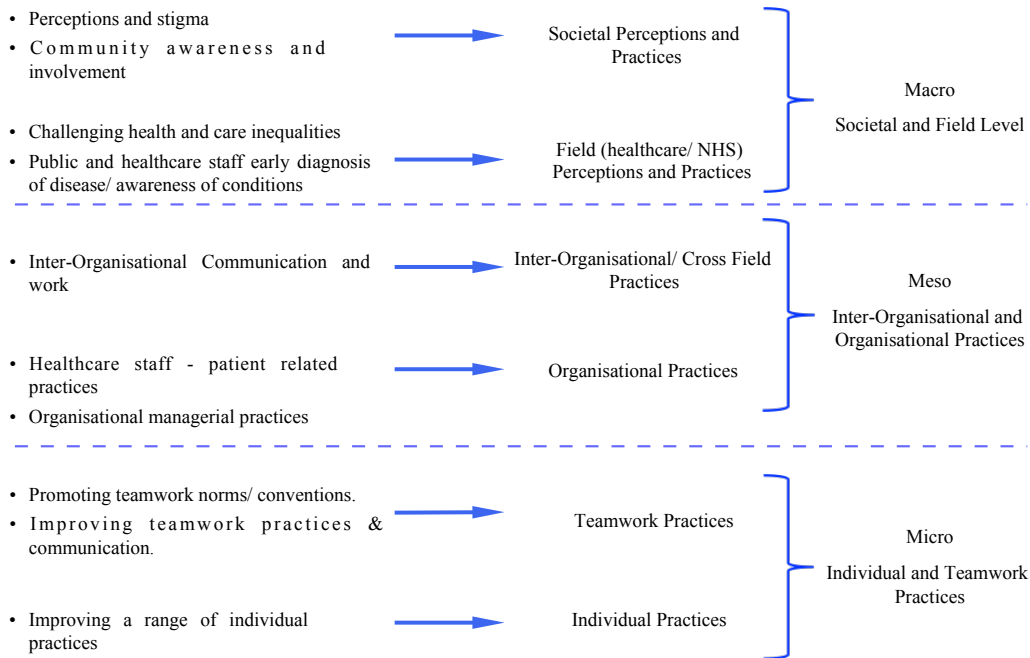 • Perceptions and stigma
• Community awareness and
involvement
Societal Perceptions and
Practices
• Challenging health and care inequalities
• Public and healthcare staff early diagnosis
of disease/ awareness of conditions
Field (healthcare/ NHS)
Perceptions and Practices
Macro
Societal and Field Level
• Inter-Organisational Communication and
work
Inter-Organisational/ Cross Field
Practices
• Healthcare staff - patient related
practices
• Organisational managerial practices
Organisational Practices
Meso
Inter-Organisational and
Organisational Practices
• Promoting teamwork norms/ conventions.
• Improving teamwork practices &
communication.
Teamwork Practices
• Improving a range of individual
practices
Individual Practices
Micro
Individual and Teamwork
Practices